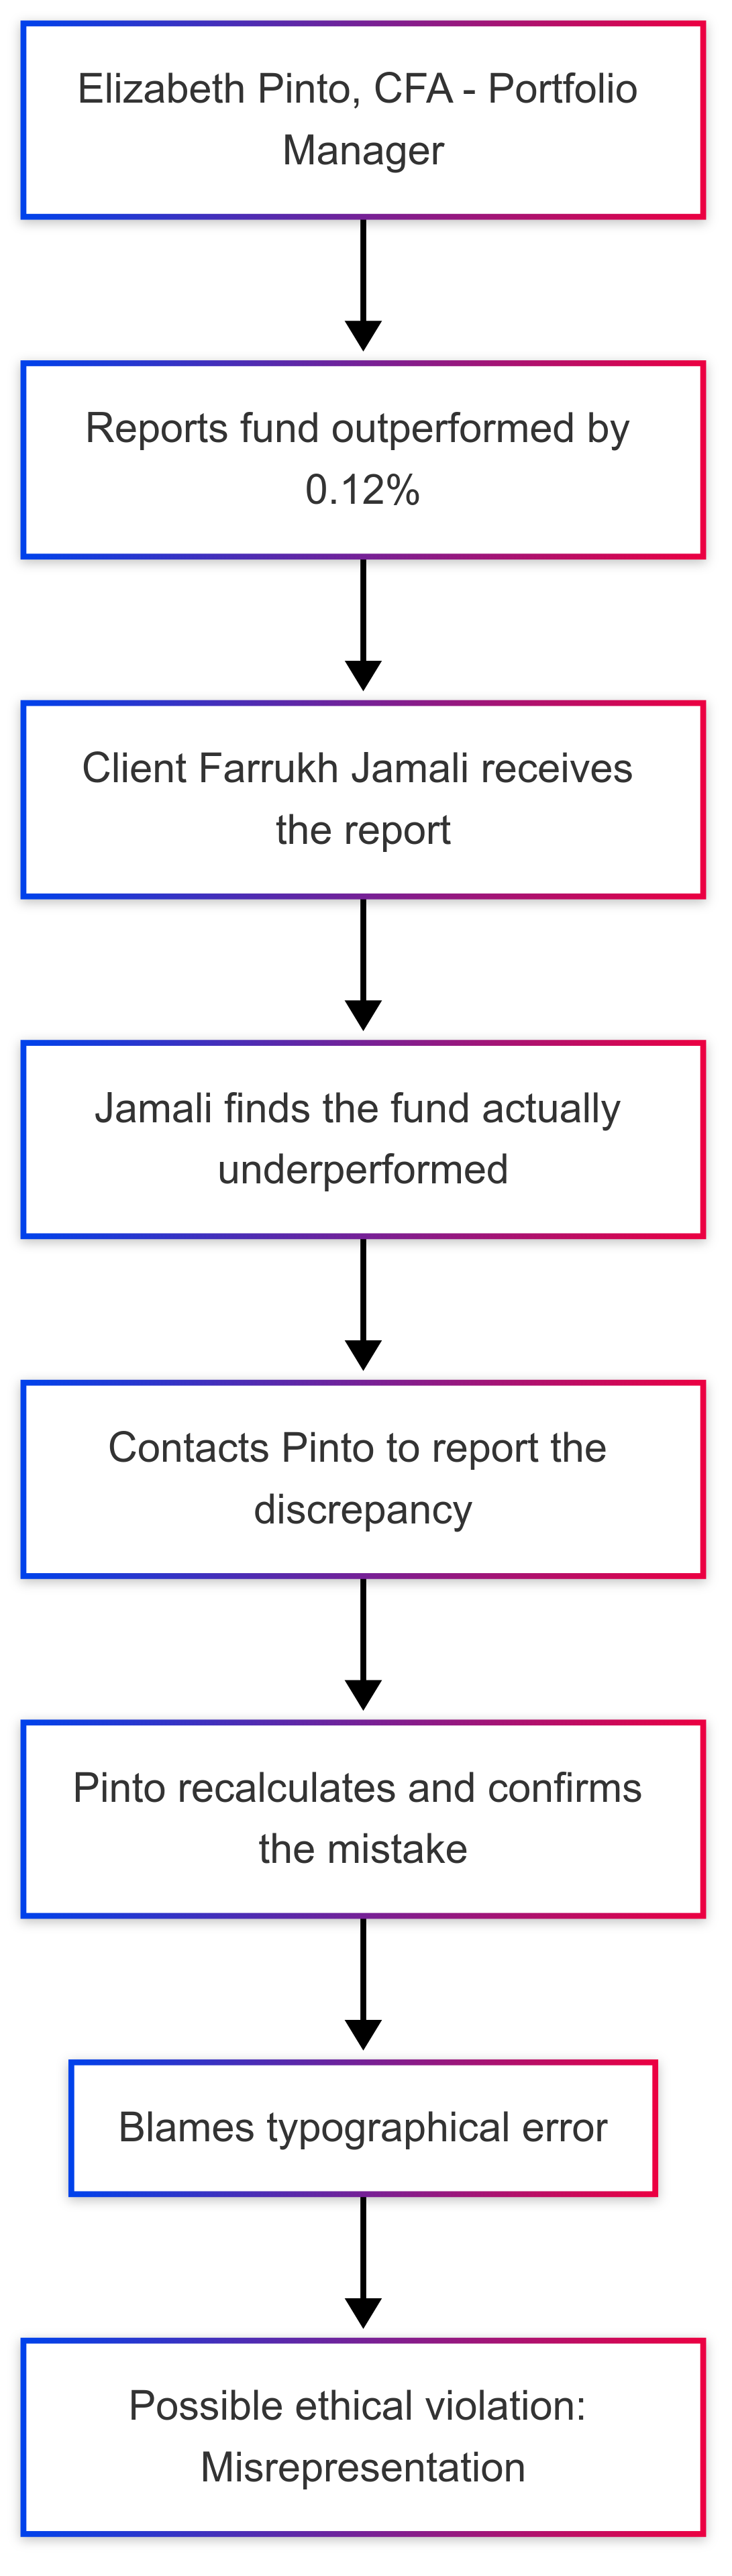 Elizabeth Pinto, CFA - Portfolio
Manager
Reports fund outperformed by
0.12%
Client Farrukh Jamali receives
the report
Jamali finds the fund actually
underperformed
Contacts Pinto to report the
discrepancy
Pinto recalculates and confirms
the mistake
Blames typographical error
Possible ethical violation:
Misrepresentation